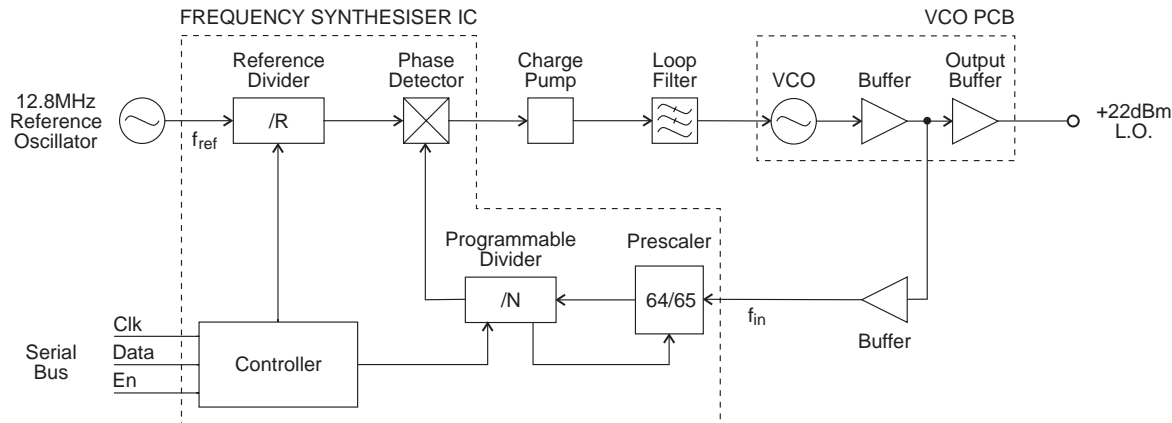 FREQUENCY SYNTHESISER IC
VCO PCB
Reference
Divider
Phase
Detector
Charge
Pump
Loop
Filter
VCO
Buffer
Output
Buffer
12.8MHz
Reference
Oscillator
/R
+22dBm
L.O.
fref
Programmable
Divider
Prescaler
/N
64/65
fin
Buffer
Serial
Bus
Clk
Data
En
Controller